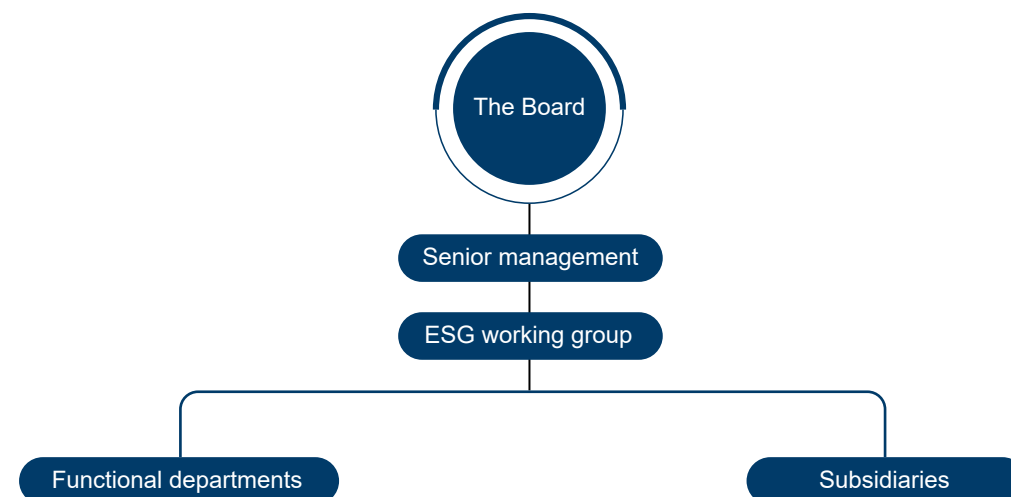 The Board
Senior management
ESG working group
Functional departments
Subsidiaries